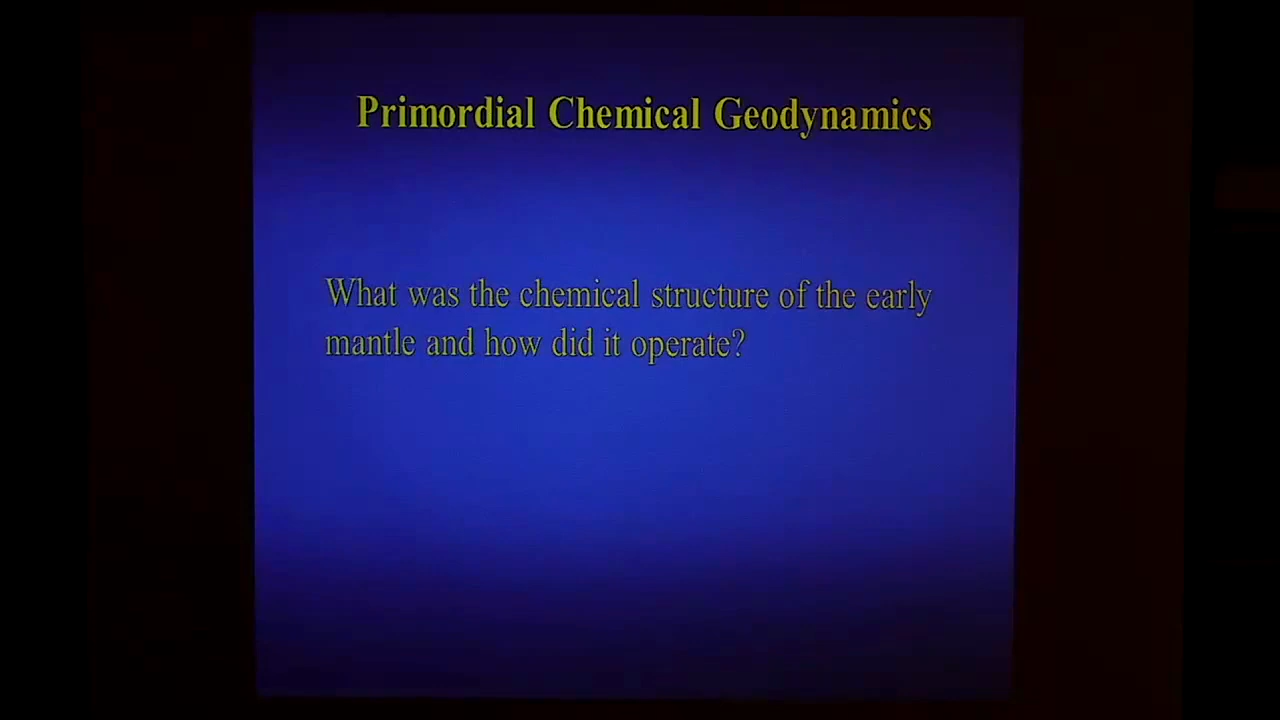 Primordial Chemical Geodynamics
What was the chemical structure of the early
mantle and how did it operate?